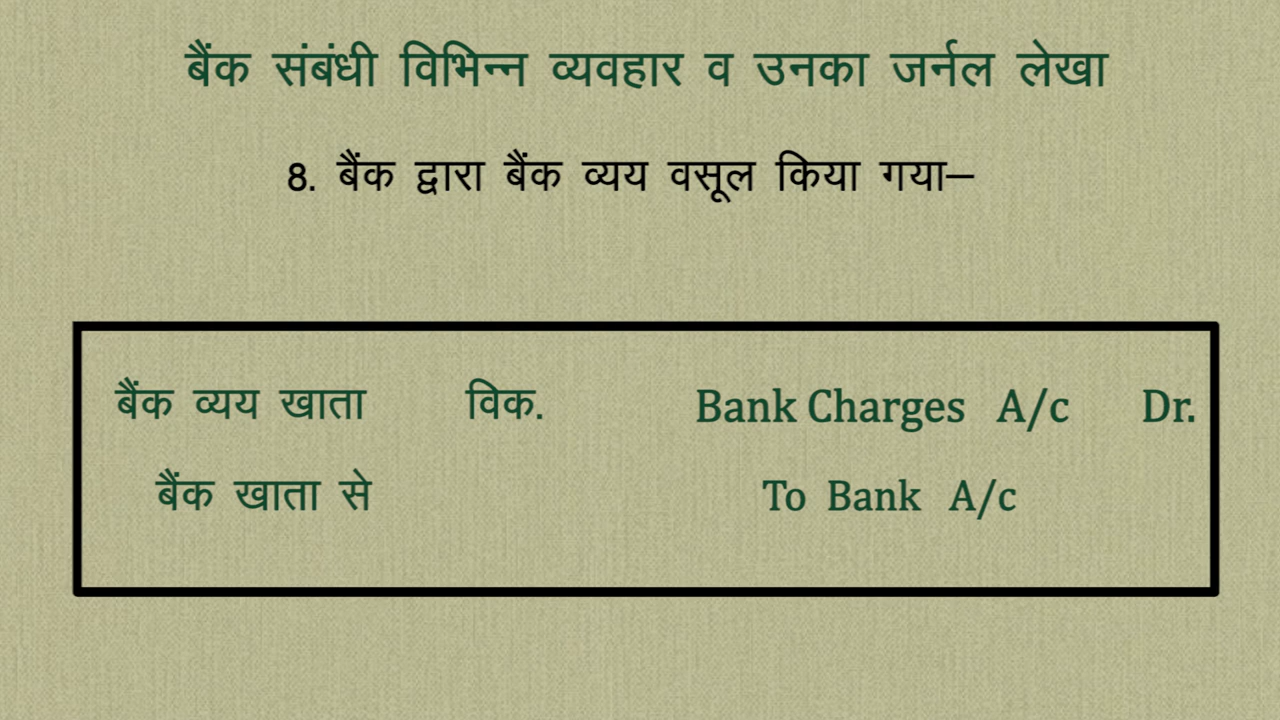 बैंक संबंधी विभिन्न व्यवहार व उनका जर्नल लेखा
8. बैंक द्वारा बैंक व्यय वसूल किया गया–
बैंक व्यय खाता विक. Bank Charges A/c Dr.
बैंक खाता से To Bank A/c